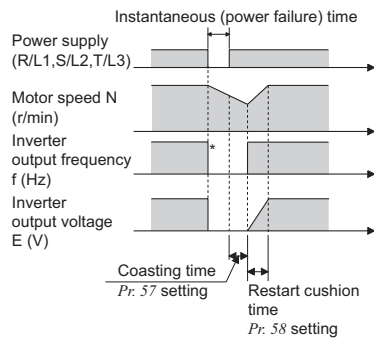 Instantaneous (power failure) time
Power supply
(R/L1,S/L2,T/L3)
Motor speed N
(r/min)
Inverter
output frequency
f (Hz)
*
Inverter
output voltage
E (V)
Coasting time
Pr. 57 setting
Restart cushion
time
Pr. 58 setting